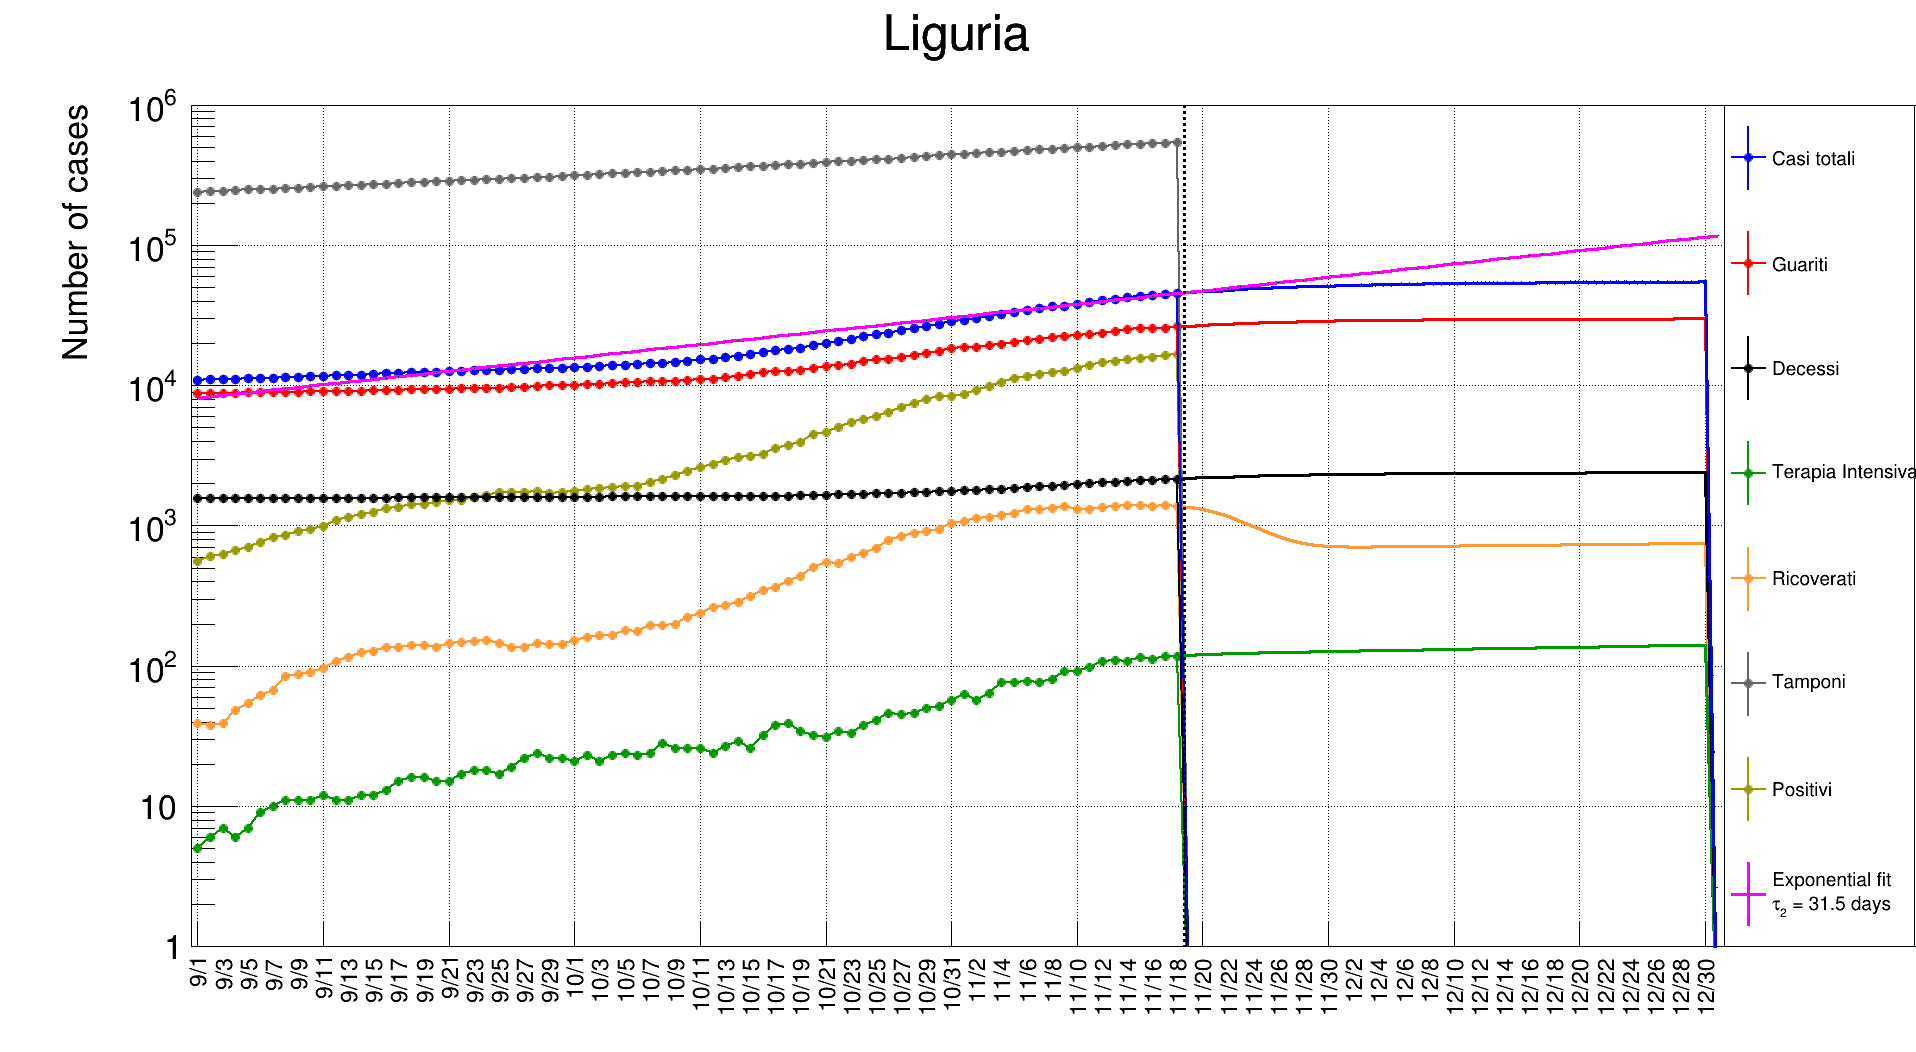 Liguria
Number of cases
10^6
10^5
10^4
10^3
10^2
10
1
9/1 9/3 9/5 9/7 9/9 9/11 9/13 9/15 9/17 9/19 9/21 9/23 9/25 9/27 9/29 10/1 10/3 10/5 10/7 10/9 10/11 10/13 10/15 10/17 10/19 10/21 10/23 10/25 10/27 10/29 10/31 11/2 11/4 11/6 11/8 11/10 11/12 11/14 11/16 11/18 11/20 11/22 11/24 11/26 11/28 11/30 12/2 12/4 12/6 12/8 12/10 12/12 12/14 12/16 12/18 12/20 12/22 12/24 12/26 12/28 12/30
Casi totali
Guariti
Decessi
Terapia Intensiva
Ricoverati
Tamponi
Positivi
Exponential fit
τ₂ = 31.5 days